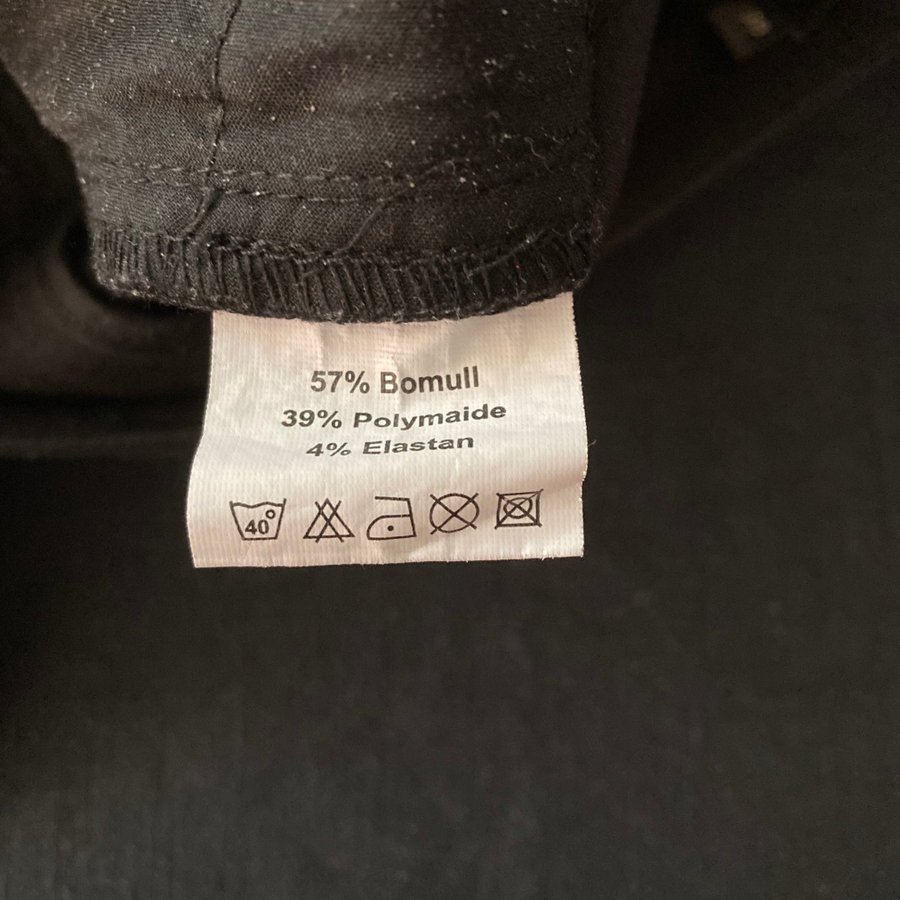 57% Bomull
39% Polymaide
4% Elastan
40°